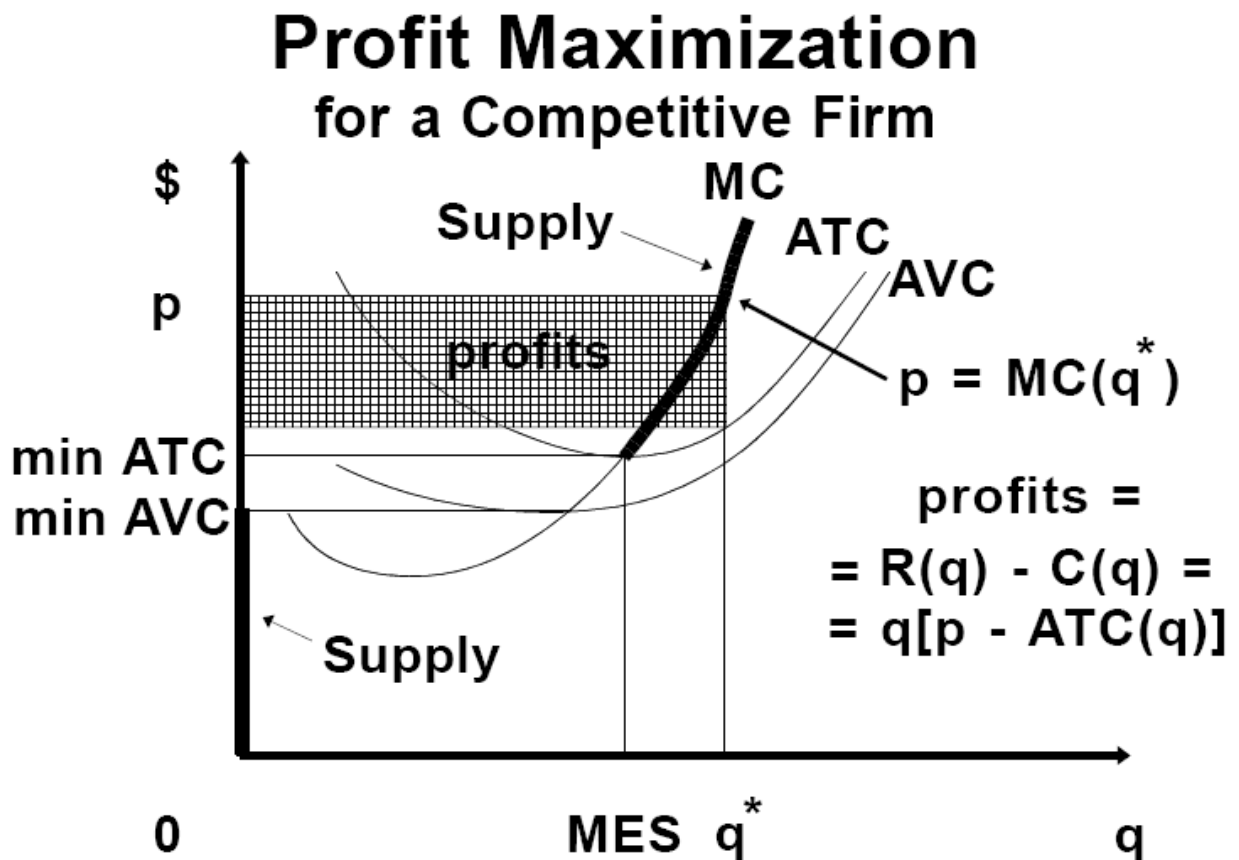 Profit Maximization
for a Competitive Firm
$
MC
Supply
ATC
AVC
p
profits
p = MC(q*)
min ATC
min AVC
profits =
= R(q) - C(q) =
= q[p - ATC(q)]
Supply
0
MES
q*
q